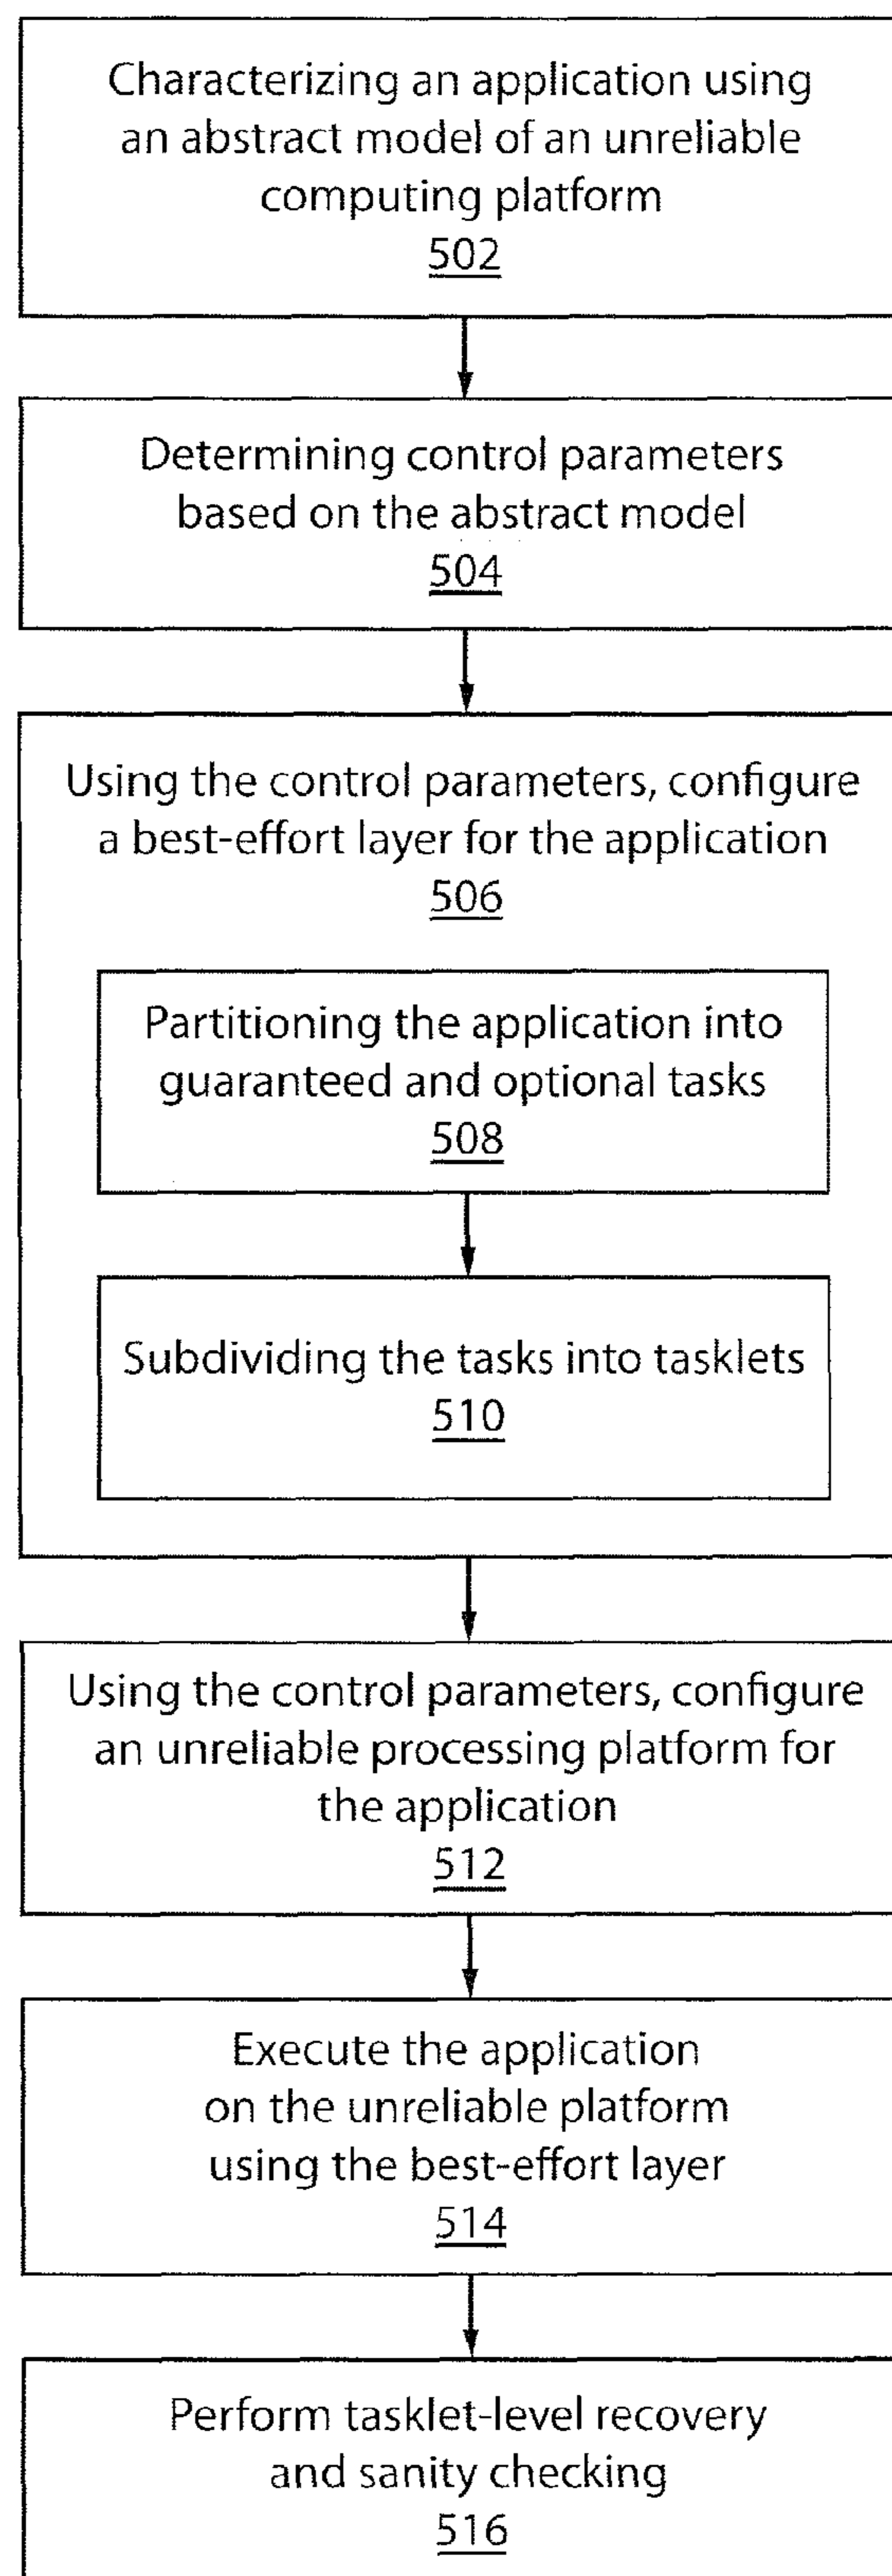 Characterizing an application using
an abstract model of an unreliable
computing platform
502
Determining control parameters
based on the abstract model
504
Using the control parameters, configure
a best-effort layer for the application
506
Partitioning the application into
guaranteed and optional tasks
508
Subdividing the tasks into tasklets
510
Using the control parameters, configure
an unreliable processing platform for
the application
512
Execute the application
on the unreliable platform
using the best-effort layer
514
Perform tasklet-level recovery
and sanity checking
516